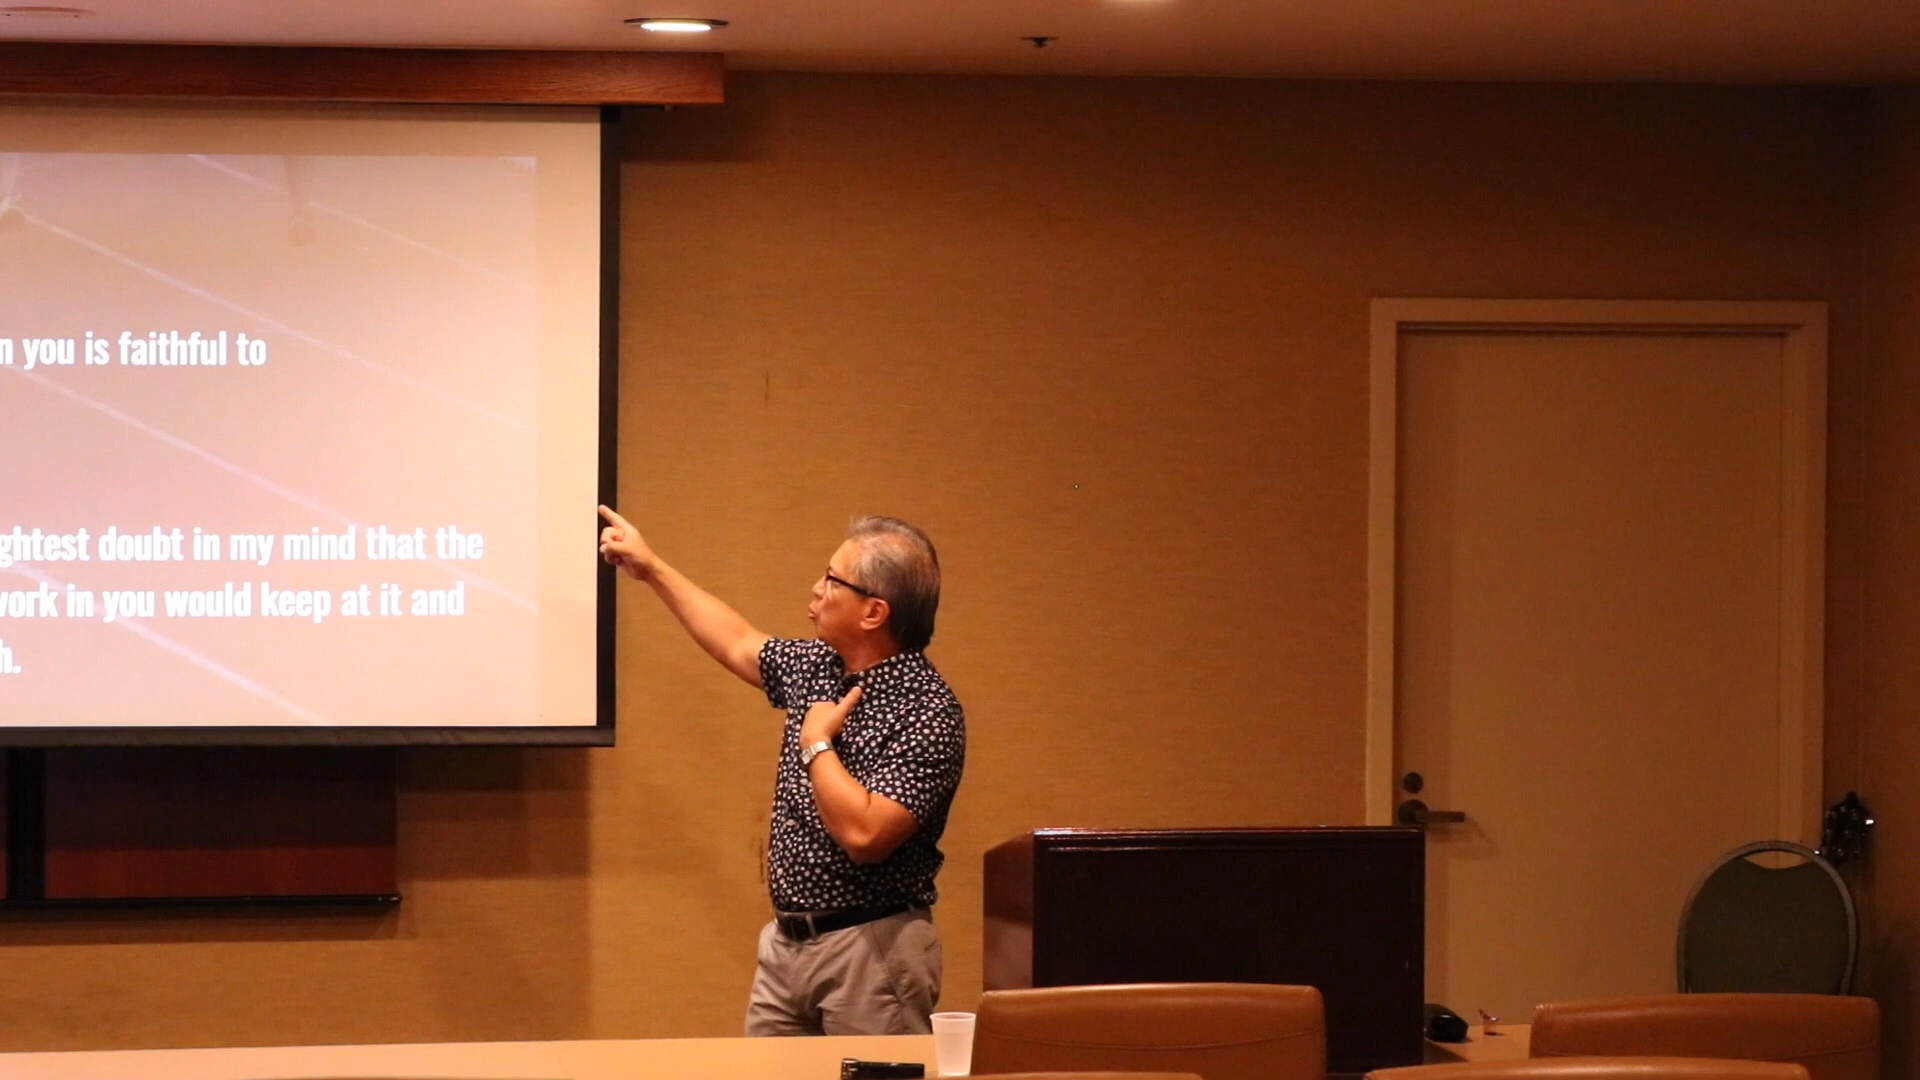 n you is faithful to
ghtest doubt in my mind that the
work in you would keep at it and
h.